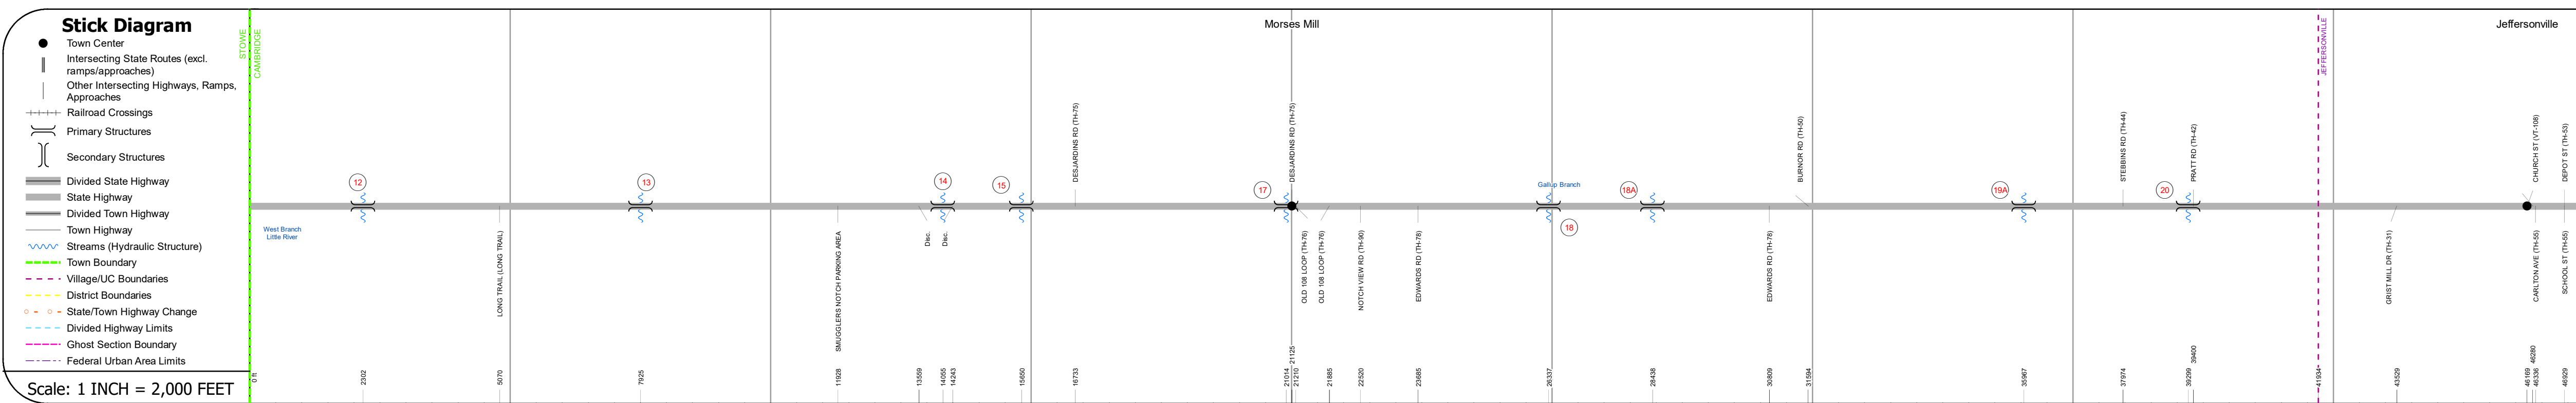 Stick Diagram
Town Center
Intersecting State Routes (excl.
ramps/approaches)
Other Intersecting Highways, Ramps,
Approaches
Railroad Crossings
Primary Structures
Secondary Structures
Divided State Highway
State Highway
Divided Town Highway
Town Highway
Streams (Hydraulic Structure)
Town Boundary
Village/UC Boundaries
District Boundaries
State/Town Highway Change
Divided Highway Limits
Ghost Section Boundary
Federal Urban Area Limits
Scale: 1 INCH = 2,000 FEET
STOWE
CAMBRIDGE
Morses Mill
JEFFERSONVILLE
Jeffersonville
DESJARDINS RD (TH-75)
DESJARDINS RD (TH-75)
BURNOR RD (TH-50)
STEBBINS RD (TH-44)
PRATT RD (TH-42)
CHURCH ST (VT-108)
DEPOT ST (TH-53)
12
13
14
15
17
Gallup Branch
18
18A
19A
20
West Branch
Little River
LONG TRAIL (LONG TRAIL)
SMUGGLERS NOTCH PARKING AREA
Disc.
Disc.
OLD 108 LOOP (TH-76)
OLD 108 LOOP (TH-76)
NOTCH VIEW RD (TH-90)
EDWARDS RD (TH-78)
EDWARDS RD (TH-78)
GRIST MILL DR (TH-31)
CARLTON AVE (TH-55)
SCHOOL ST (TH-55)
0 ft
2302
5070
7925
11928
13559
14055
14243
15650
16733
21014
21125
21210
21885
22520
23685
26337
28438
30809
31594
35967
37974
39299
39400
41934
43529
46169
46280
46336
46929